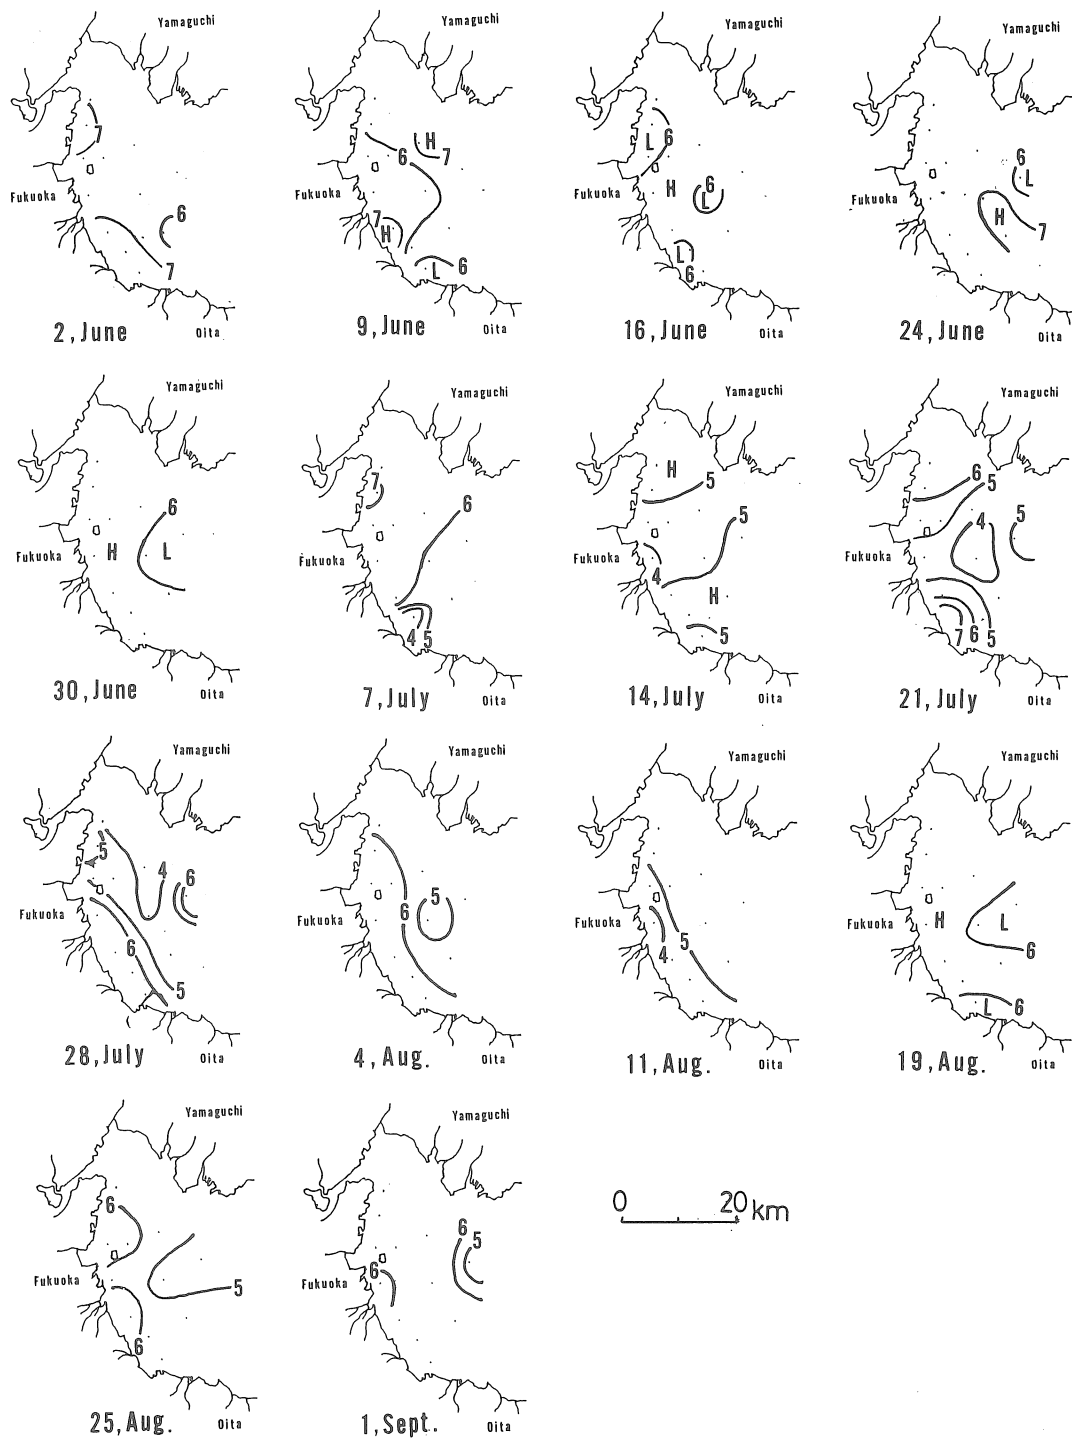 Yamaguchi
7
Fukuoka
6
7
2, June
Oita
Yamaguchi
H
6
7
7
H
L
6
9, June
Oita
Yamaguchi
L
6
Fukuoka
H
6
L
L
6
16, June
Oita
Yamaguchi
6
L
Fukuoka
H
7
24, June
Oita
Yamaguchi
6
Fukuoka
H
L
30, June
Oita
Yamaguchi
7
6
Fukuoka
4
5
7, July
Oita
Yamaguchi
H
5
5
Fukuoka
4
H
5
14, July
Oita
Yamaguchi
6
5
4
5
Fukuoka
7
6
5
21, July
Oita
Yamaguchi
5
4
6
Fukuoka
6
5
28, July
Oita
Yamaguchi
5
6
Fukuoka
4, Aug.
Oita
Yamaguchi
Fukuoka
5
4
11, Aug.
Oita
Yamaguchi
Fukuoka
H
L
6
L
6
19, Aug.
Oita
Yamaguchi
6
Fukuoka
5
6
25, Aug.
Oita
Yamaguchi
6
5
6
Fukuoka
1, Sept.
Oita
0
20 km